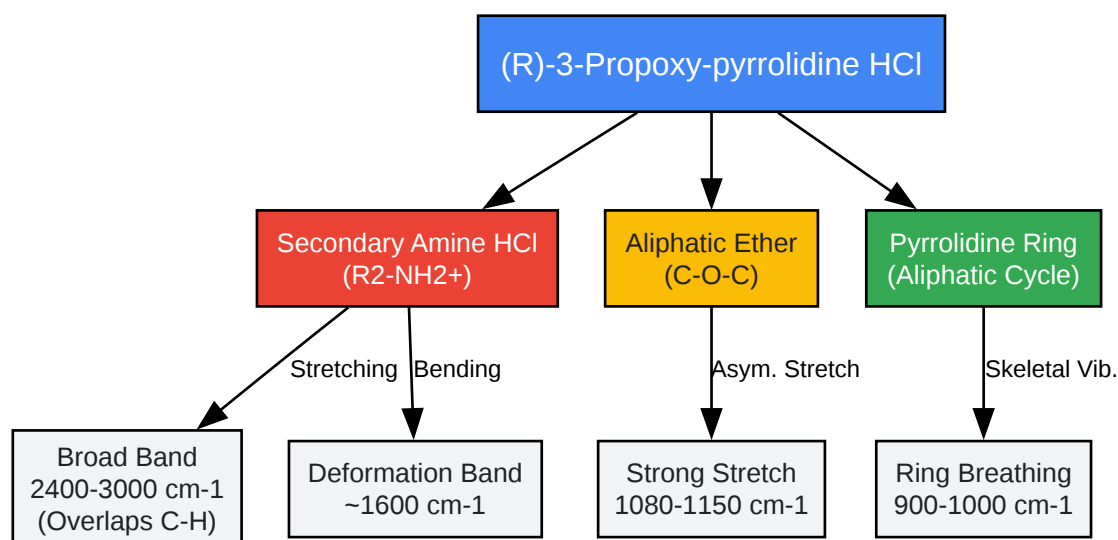 (R)-3-Propoxy-pyrrolidine HCl
Secondary Amine HCl
(R2-NH2+)
Aliphatic Ether
(C-O-C)
Pyrrolidine Ring
(Aliphatic Cycle)
Stretching
Bending
Asym. Stretch
Skeletal Vib.
Broad Band
2400-3000 cm-1
(Overlaps C-H)
Deformation Band
~1600 cm-1
Strong Stretch
1080-1150 cm-1
Ring Breathing
900-1000 cm-1